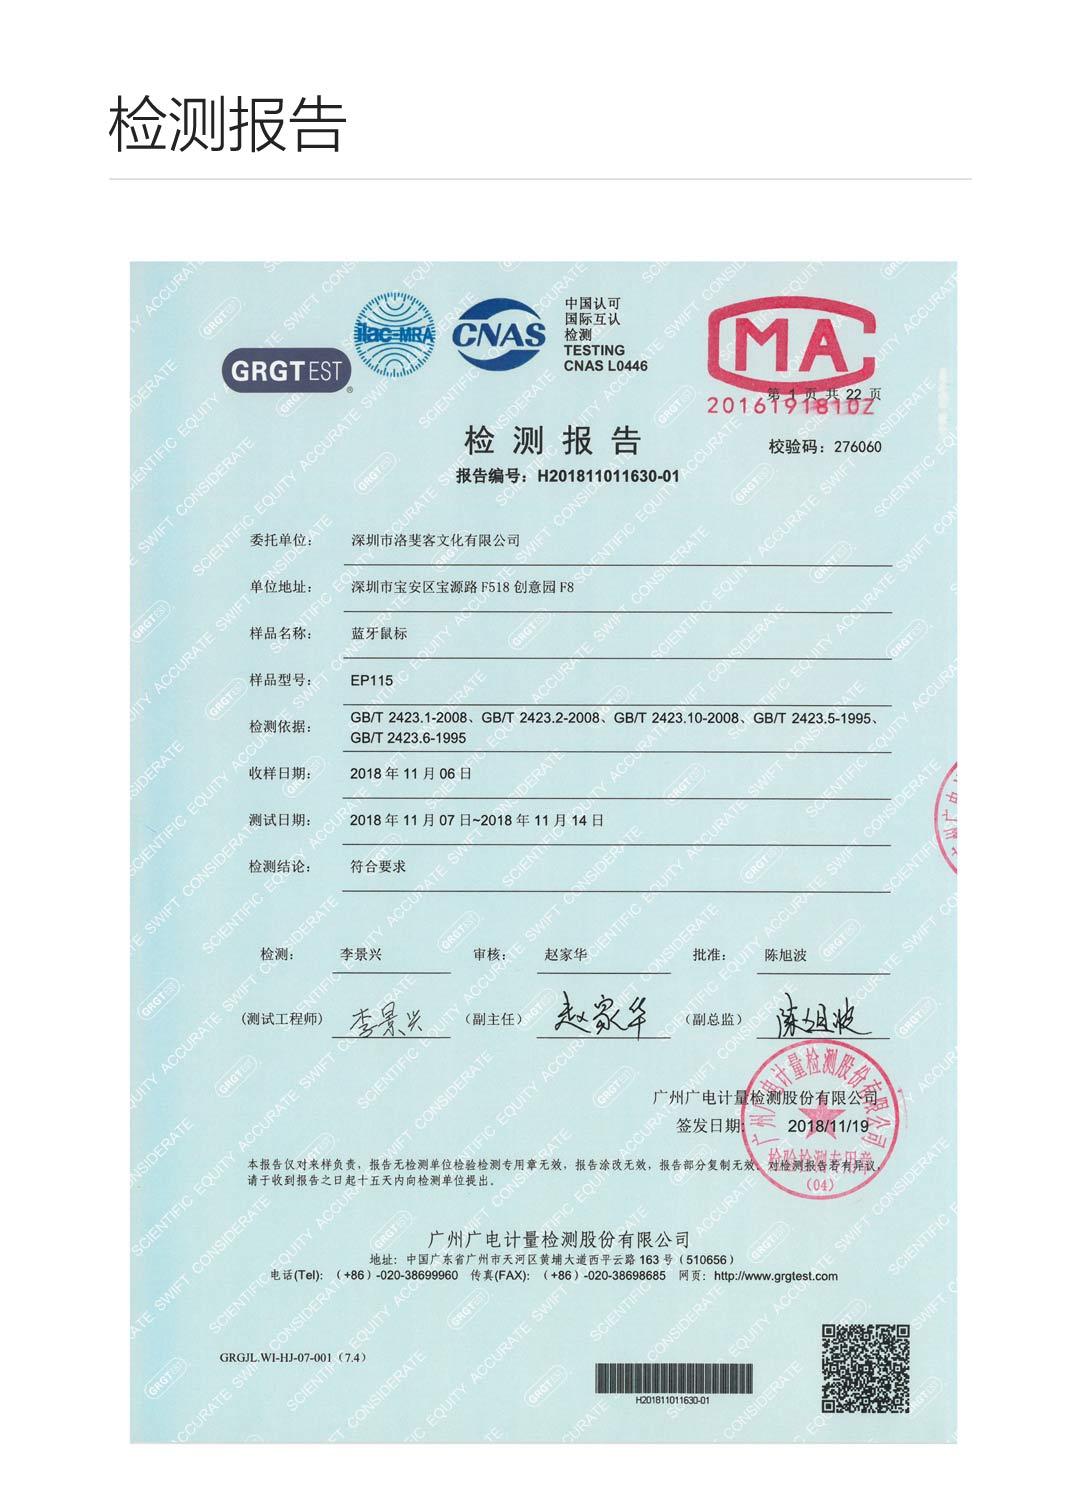 检测报告
GRGTEST
ilac-MRA
CNAS
中国认可
国际互认
检测
TESTING
CNAS L0446
MA
第 1 页 共 22 页
2016191810Z
检测报告
校验码：276060
报告编号：H201811011630-01
委托单位： 深圳市洛斐客文化有限公司
单位地址： 深圳市宝安区宝源路 F518 创意园 F8
样品名称： 蓝牙鼠标
样品型号： EP115
检测依据： GB/T 2423.1-2008、GB/T 2423.2-2008、GB/T 2423.10-2008、GB/T 2423.5-1995、
GB/T 2423.6-1995
收样日期： 2018 年 11 月 06 日
测试日期： 2018 年 11 月 07 日~2018 年 11 月 14 日
检测结论： 符合要求
检测： 李景兴 审核： 赵家华 批准： 陈旭波
(测试工程师) 李景兴 （副主任） 赵家华 （副总监） 陈旭波
广州广电计量检测股份有限公司
签发日期: 2018/11/19
广州广电计量检测股份有限公司
检验检测专用章
(04)
本报告仅对来样负责，报告无检测单位检验检测专用章无效，报告涂改无效，报告部分复制无效。对检测报告若有异议，
请于收到报告之日起十五天内向检测单位提出。
广州广电计量检测股份有限公司
地址：中国广东省广州市天河区黄埔大道西平云路 163 号（510656）
电话(Tel): （+86）-020-38699960 传真(FAX): （+86）-020-38698685 网页：http://www.grgtest.com
GRGJL.WI-HJ-07-001（7.4）
H201811011630-01